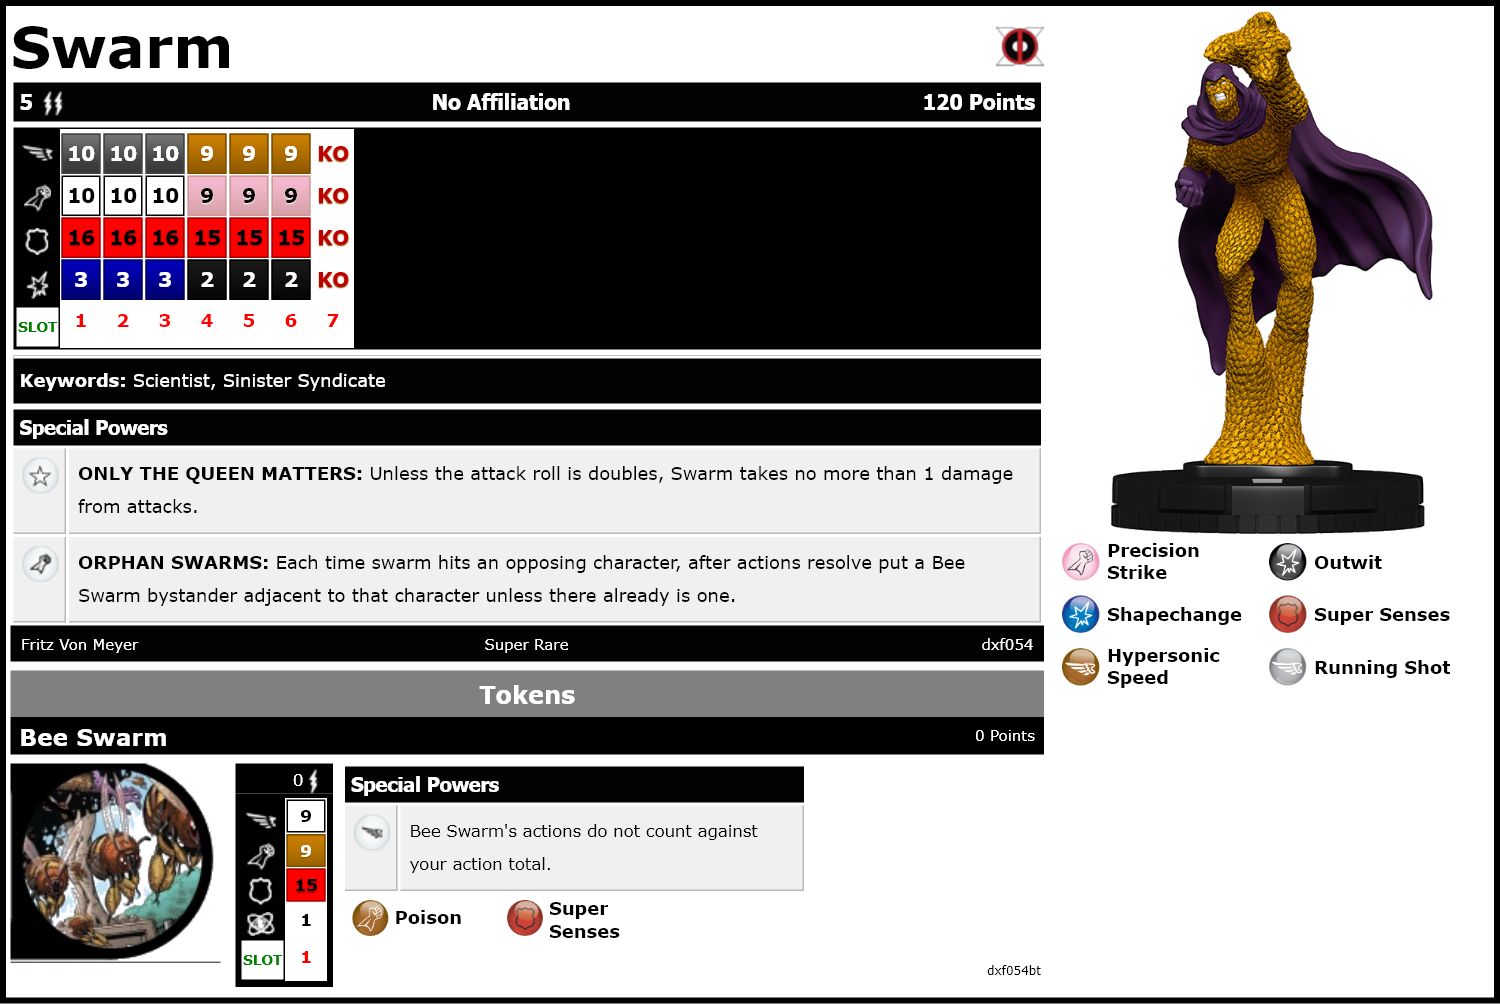 Swarm
5 No Affiliation 120 Points
10 10 10 9 9 9 KO
10 10 10 9 9 9 KO
16 16 16 15 15 15 KO
3 3 3 2 2 2 KO
SLOT 1 2 3 4 5 6 7
Keywords: Scientist, Sinister Syndicate
Special Powers
ONLY THE QUEEN MATTERS: Unless the attack roll is doubles, Swarm takes no more than 1 damage
from attacks.
ORPHAN SWARMS: Each time swarm hits an opposing character, after actions resolve put a Bee
Swarm bystander adjacent to that character unless there already is one.
Fritz Von Meyer Super Rare dxf054
Precision
Strike
Outwit
Shapechange
Super Senses
Hypersonic
Speed
Running Shot
Tokens
Bee Swarm 0 Points
0
9
9
15
1
SLOT 1
Special Powers
Bee Swarm's actions do not count against
your action total.
Poison
Super
Senses
dxf054bt